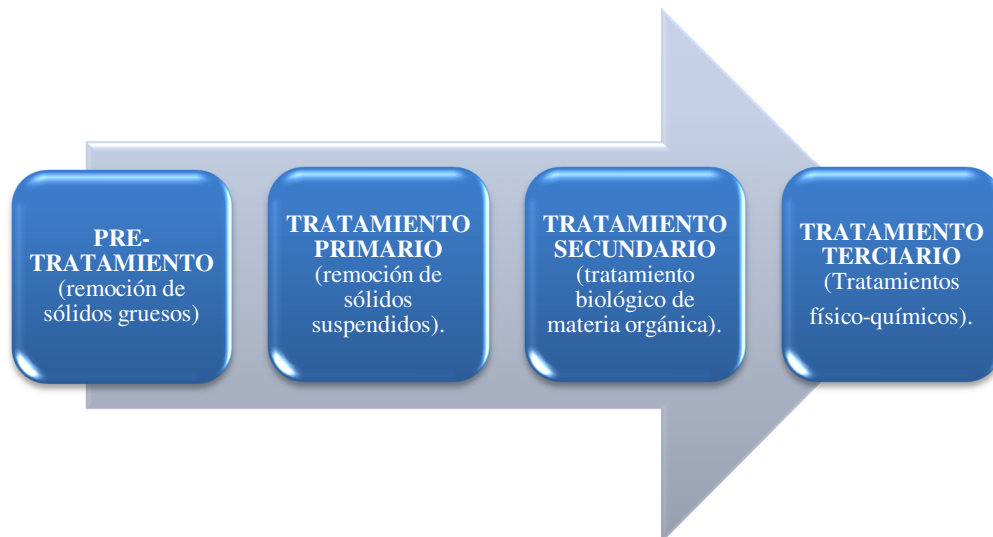 PRE-
TRATAMIENTO
(remoción de
sólidos gruesos)
TRATAMIENTO
PRIMARIO
(remoción de
sólidos
suspendidos).
TRATAMIENTO
SECUNDARIO
(tratamiento
biológico de
materia orgánica).
TRATAMIENTO
TERCIARIO
(Tratamientos
físico-químicos).